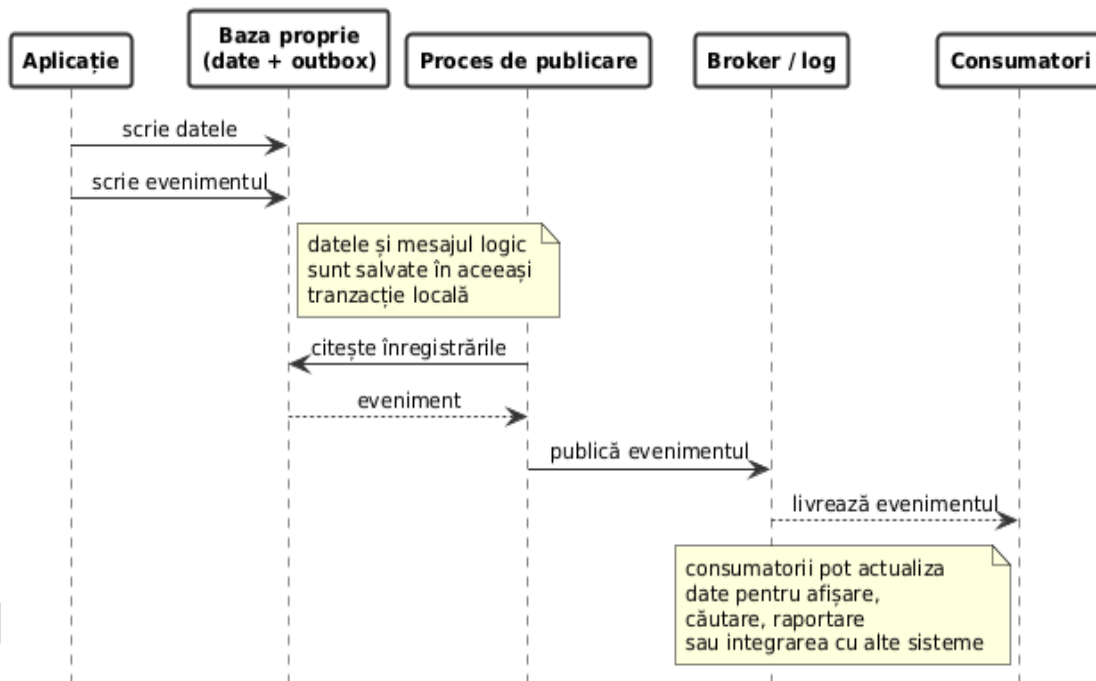 Aplicație
Baza proprie
(date + outbox)
Proces de publicare
Broker / log
Consumatori
scrie datele
scrie evenimentul
datele și mesajul logic
sunt salvate în aceeași
tranzacție locală
citește înregistrările
eveniment
publică evenimentul
livrează evenimentul
consumatorii pot actualiza
date pentru afișare,
căutare, raportare
sau integrarea cu alte sisteme